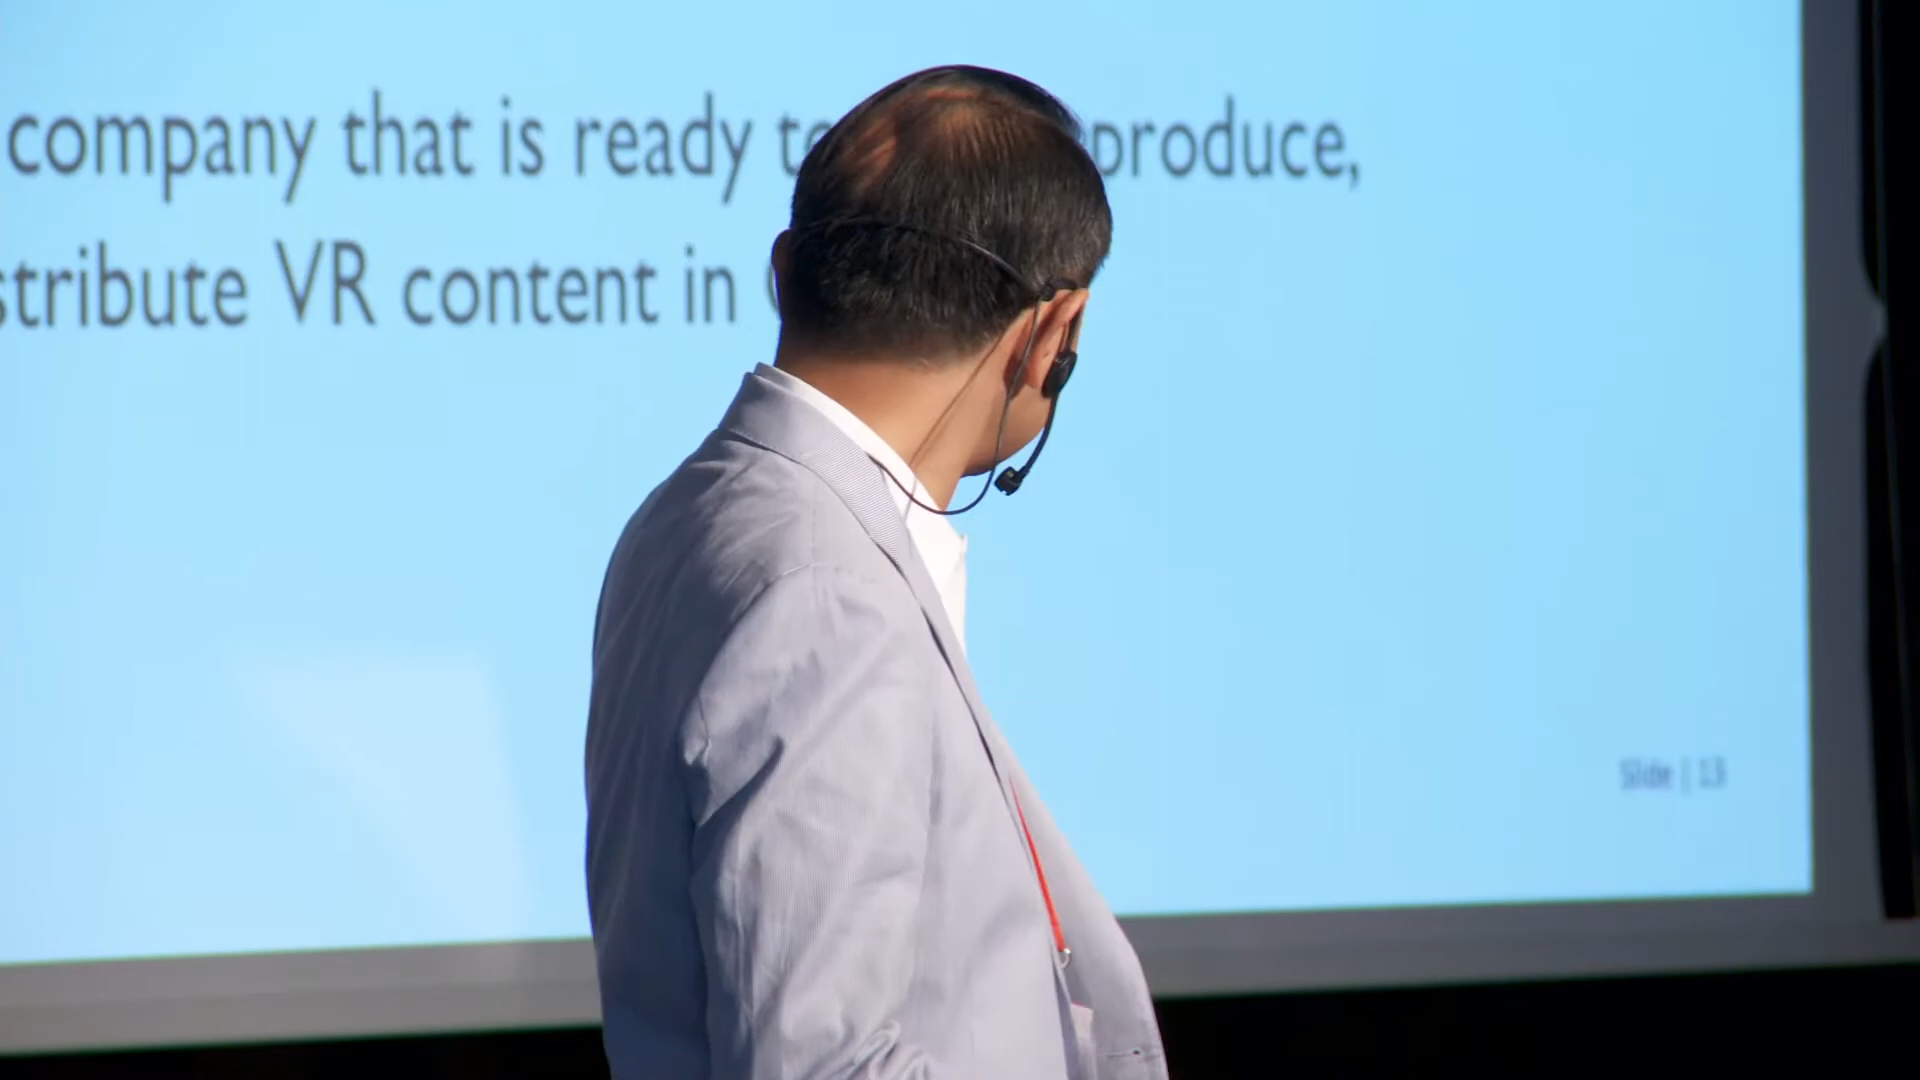 company that is ready to produce,
stribute VR content in
Slide | 13